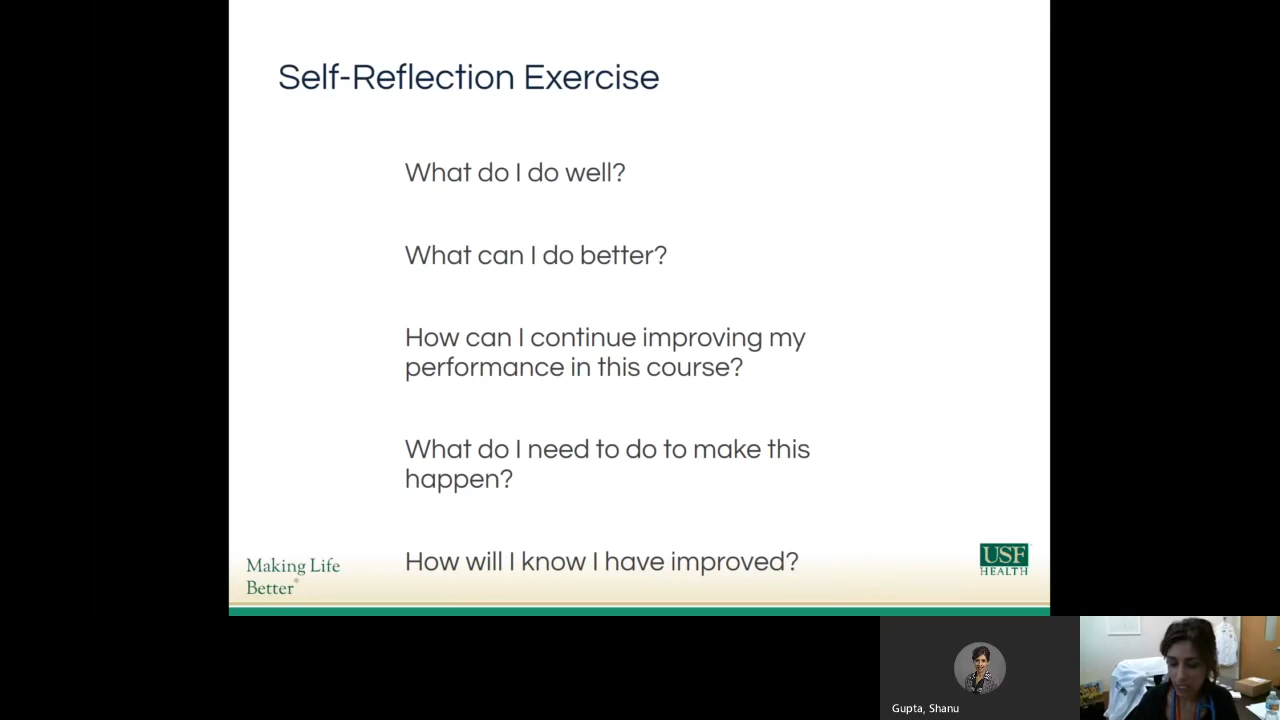 Self-Reflection Exercise
What do I do well?
What can I do better?
How can I continue improving my
performance in this course?
What do I need to do to make this
happen?
How will I know I have improved?
Making Life
Better®
USF
HEALTH
Gupta, Shanu